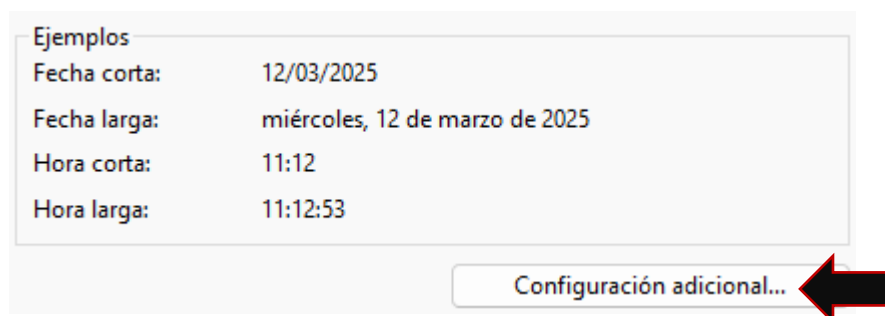 Ejemplos
Fecha corta: 12/03/2025
Fecha larga: miércoles, 12 de marzo de 2025
Hora corta: 11:12
Hora larga: 11:12:53
Configuración adicional...